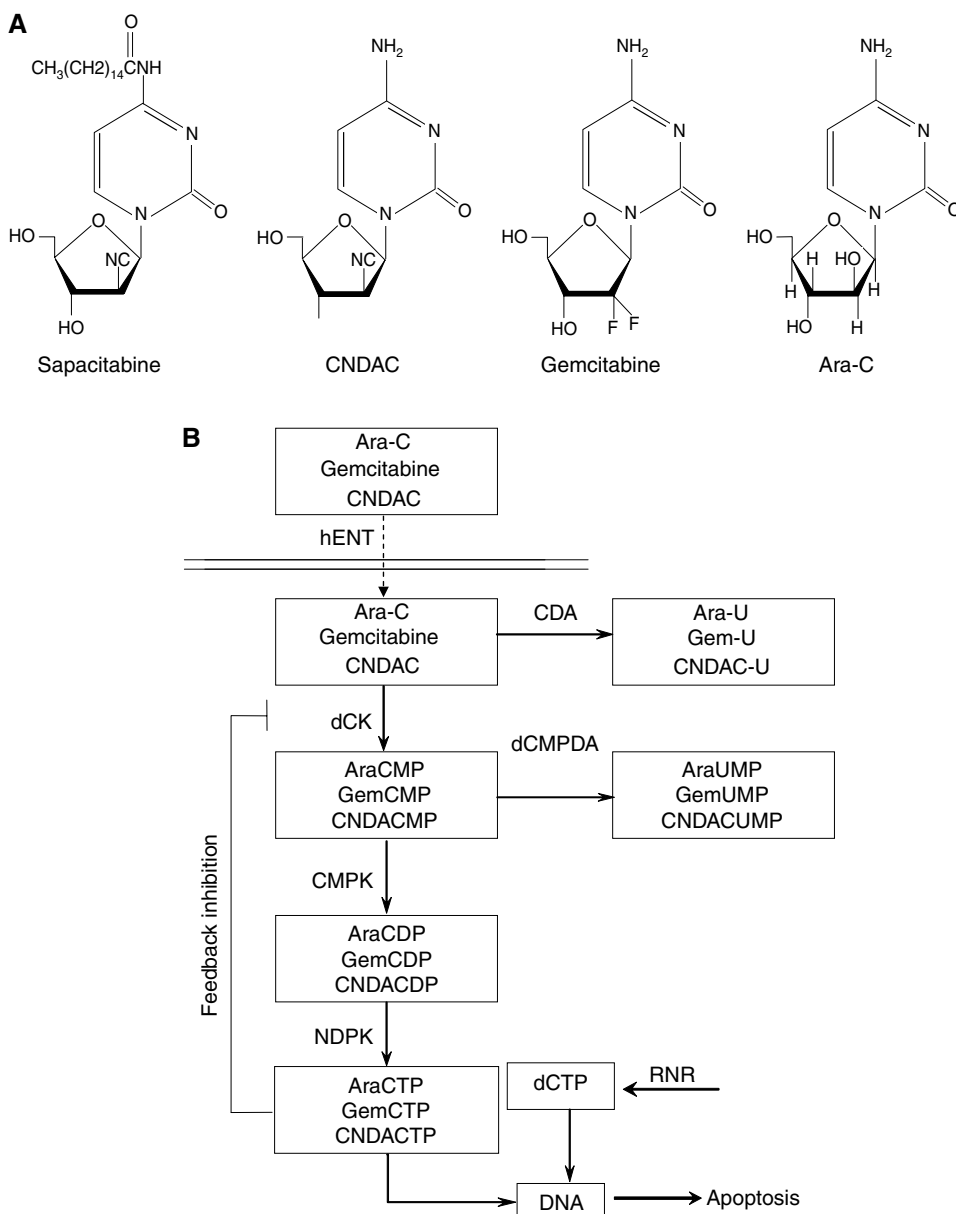 A
O
CH3(CH2)14CNH
N
N
O
O
HO
NC
HO
Sapacitabine
NH2
N
N
O
O
HO
NC
CNDAC
NH2
N
N
O
O
HO
HO
F
F
Gemcitabine
NH2
N
N
O
O
HO
H
HO
H
H
HO
H
Ara-C
B
Ara-C
Gemcitabine
CNDAC
hENT
Ara-C
Gemcitabine
CNDAC
CDA
Ara-U
Gem-U
CNDAC-U
dCK
dCMPDA
AraCMP
GemCMP
CNDACMP
AraUMP
GemUMP
CNDACUMP
Feedback inhibition
CMPK
AraCDP
GemCDP
CNDACDP
NDPK
AraCTP
GemCTP
CNDACTP
dCTP
RNR
DNA
Apoptosis